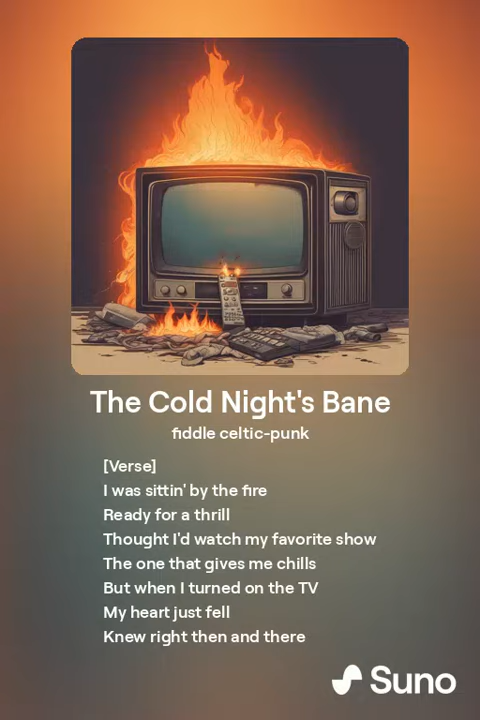 The Cold Night's Bane
fiddle celtic-punk
[Verse]
I was sittin' by the fire
Ready for a thrill
Thought I'd watch my favorite show
The one that gives me chills
But when I turned on the TV
My heart just fell
Knew right then and there
Suno